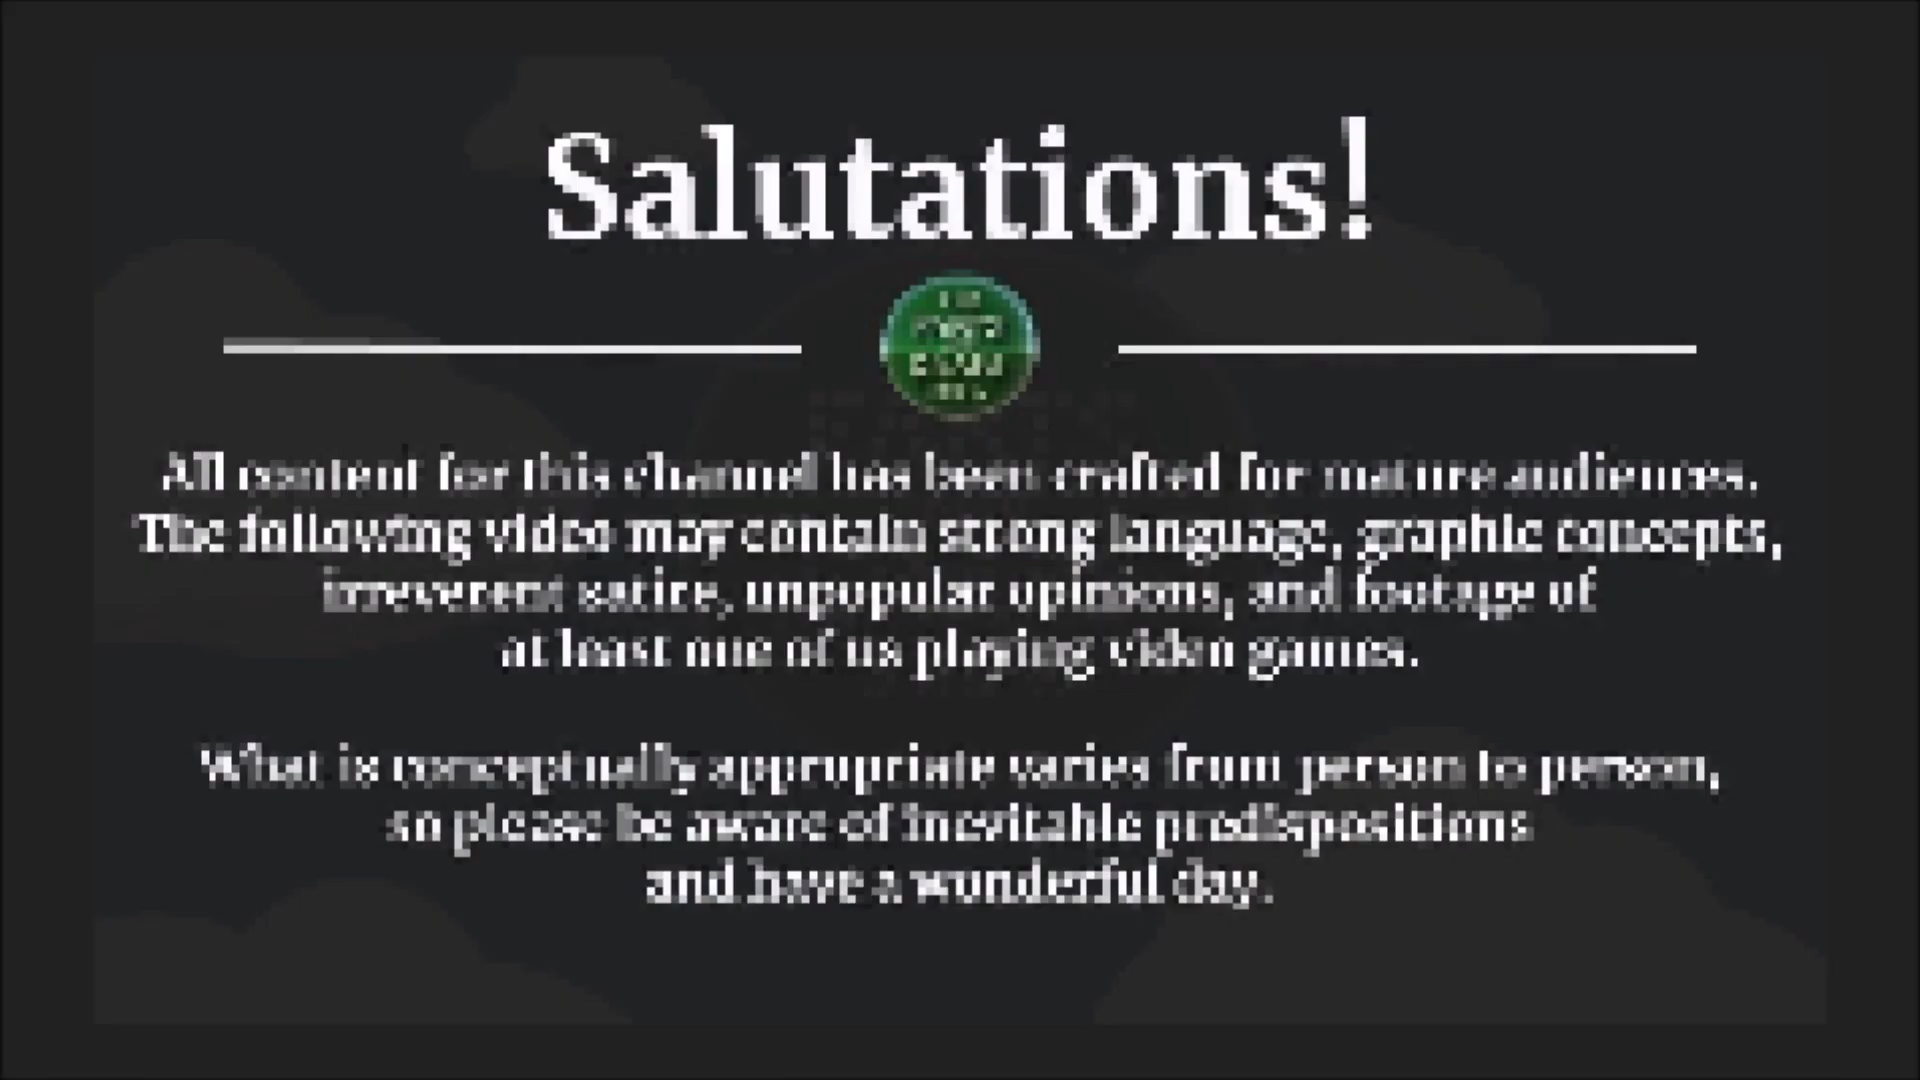 Salutations!
All content for this channel has been crafted for mature audiences.
The following video may contain strong language, graphic concepts,
irreverent satire, unpopular opinions, and footage of
at least one of us playing video games.
What is conceptually appropriate varies from person to person,
so please be aware of inevitable predispositions
and have a wonderful day.